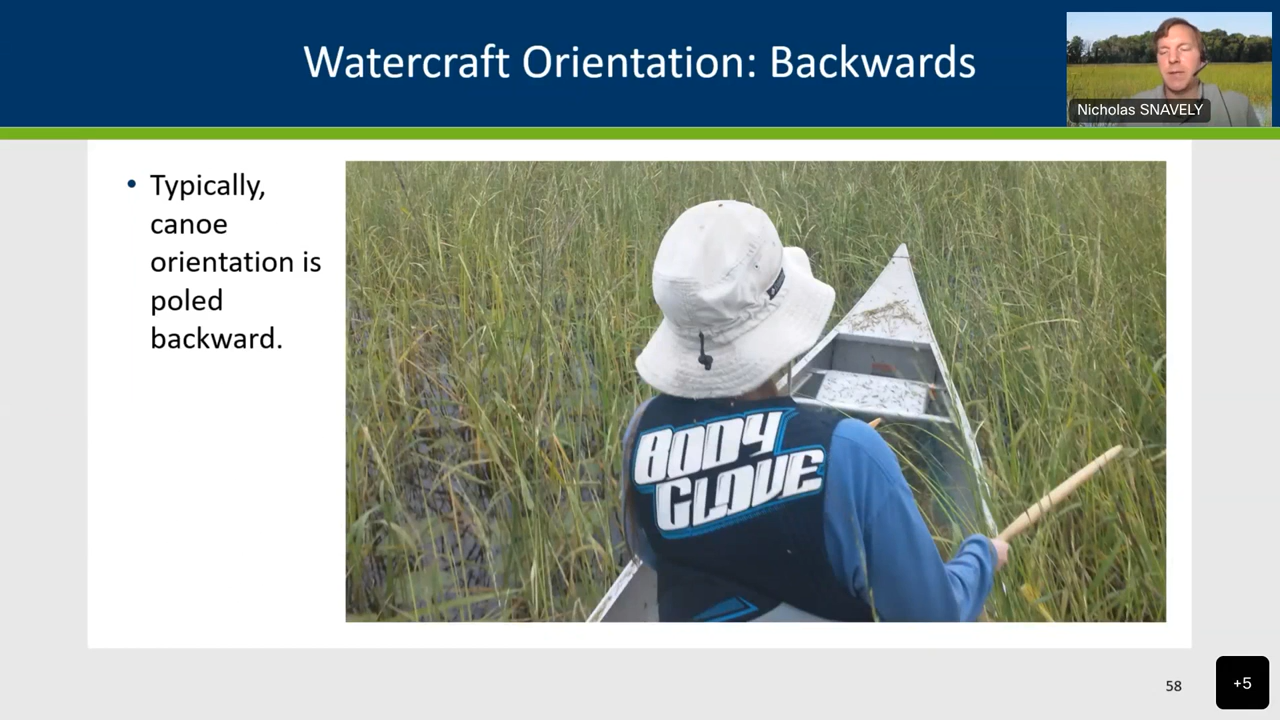 Watercraft Orientation: Backwards
Nicholas SNAVELY
• Typically,
canoe
orientation is
poled
backward.
BODY
GLOVE
58
+5